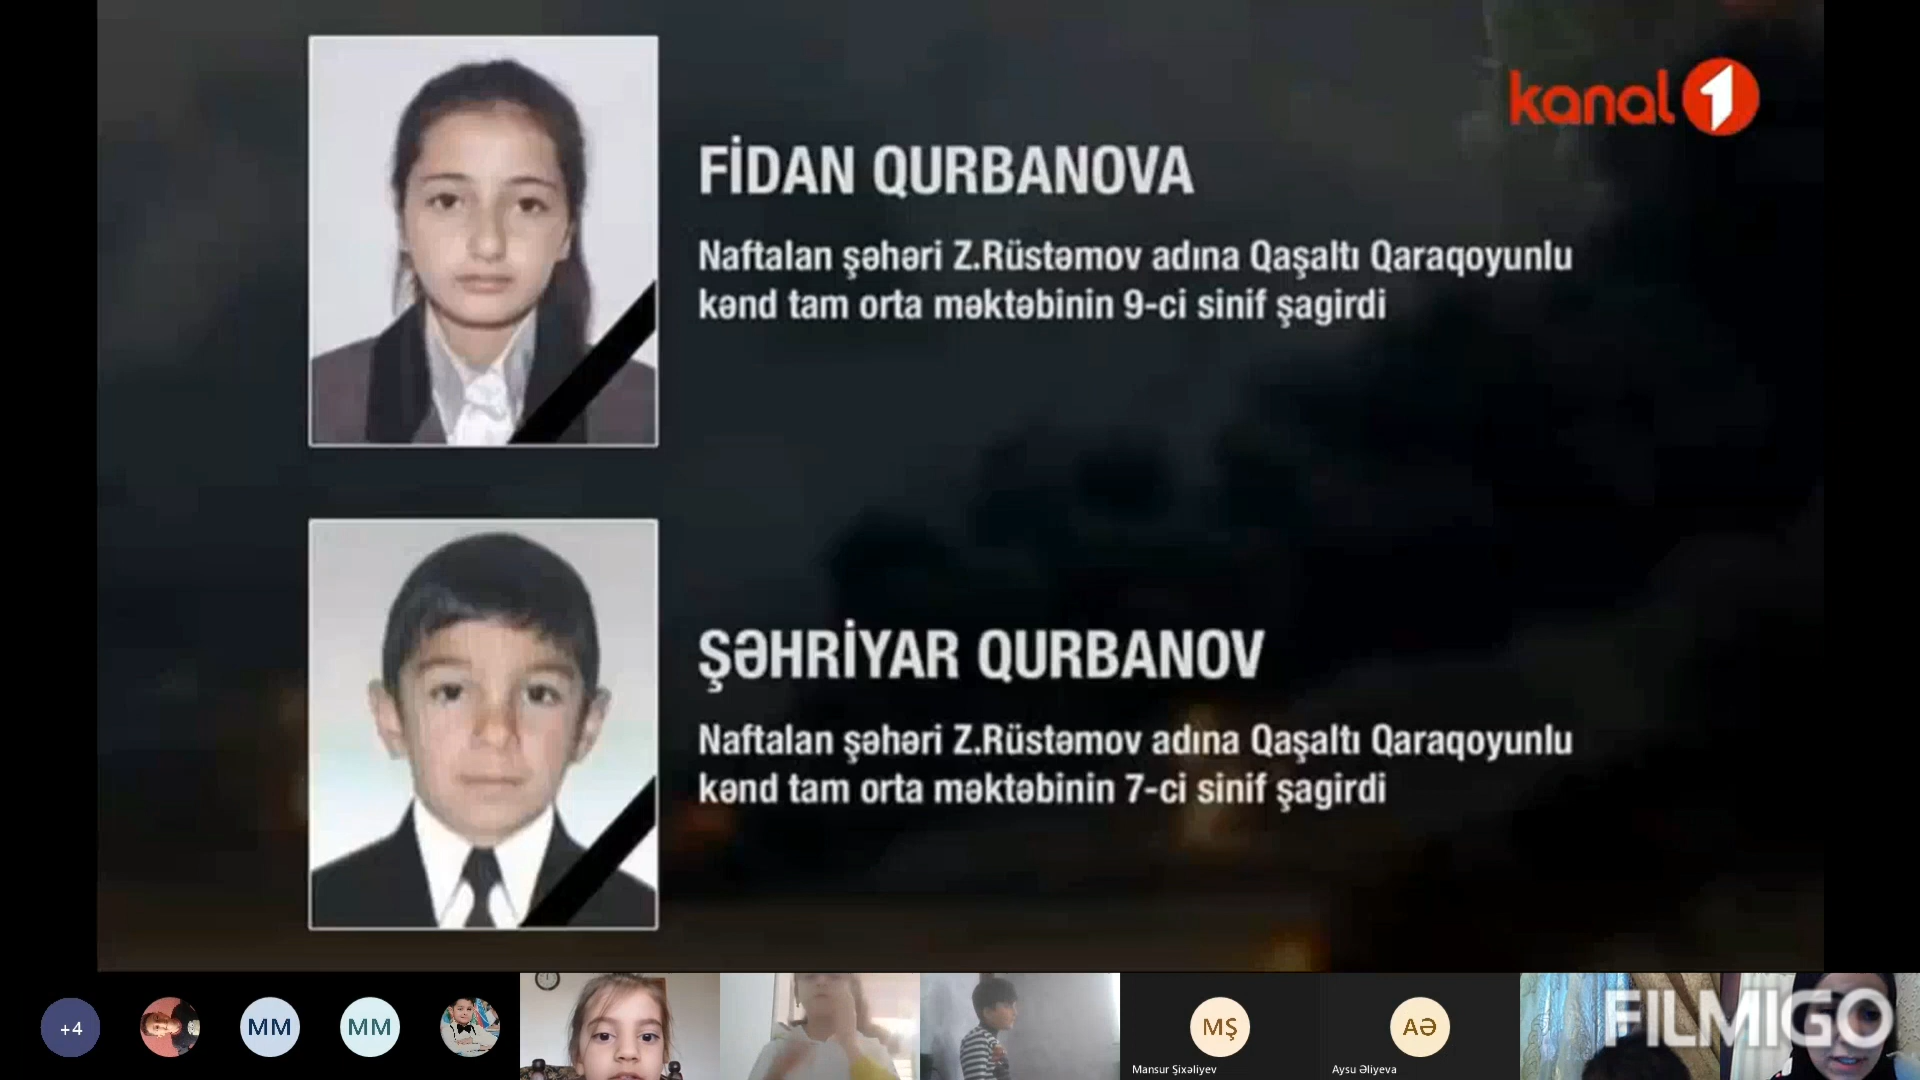 kanal 1
FİDAN QURBANOVA
Naftalan şəhəri Z.Rüstəmov adına Qaşaltı Qaraqoyunlu
kənd tam orta məktəbinin 9-ci sinif şagirdi
ŞƏHRİYAR QURBANOV
Naftalan şəhəri Z.Rüstəmov adına Qaşaltı Qaraqoyunlu
kənd tam orta məktəbinin 7-ci sinif şagirdi
+4
MM
MM
MŞ
Mansur Şixəliyev
AƏ
Aysu Əliyeva
FILMIGO